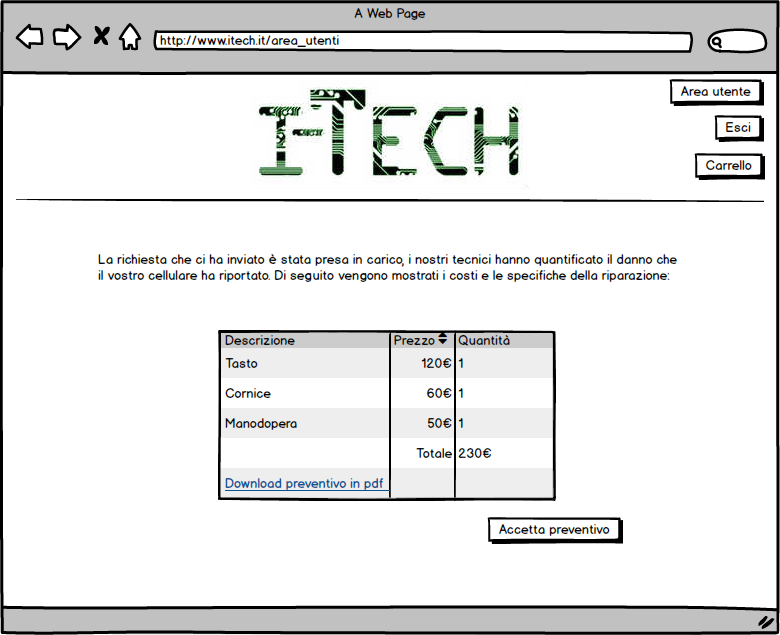 A Web Page
http://www.itech.it/area_utenti
I-TECH
Area utente
Esci
Carrello
La richiesta che ci ha inviato è stata presa in carico, i nostri tecnici hanno quantificato il danno che
il vostro cellulare ha riportato. Di seguito vengono mostrati i costi e le specifiche della riparazione:
Descrizione Prezzo Quantità
Tasto 120€ 1
Cornice 60€ 1
Manodopera 50€ 1
Totale 230€
Download preventivo in pdf
Accetta preventivo